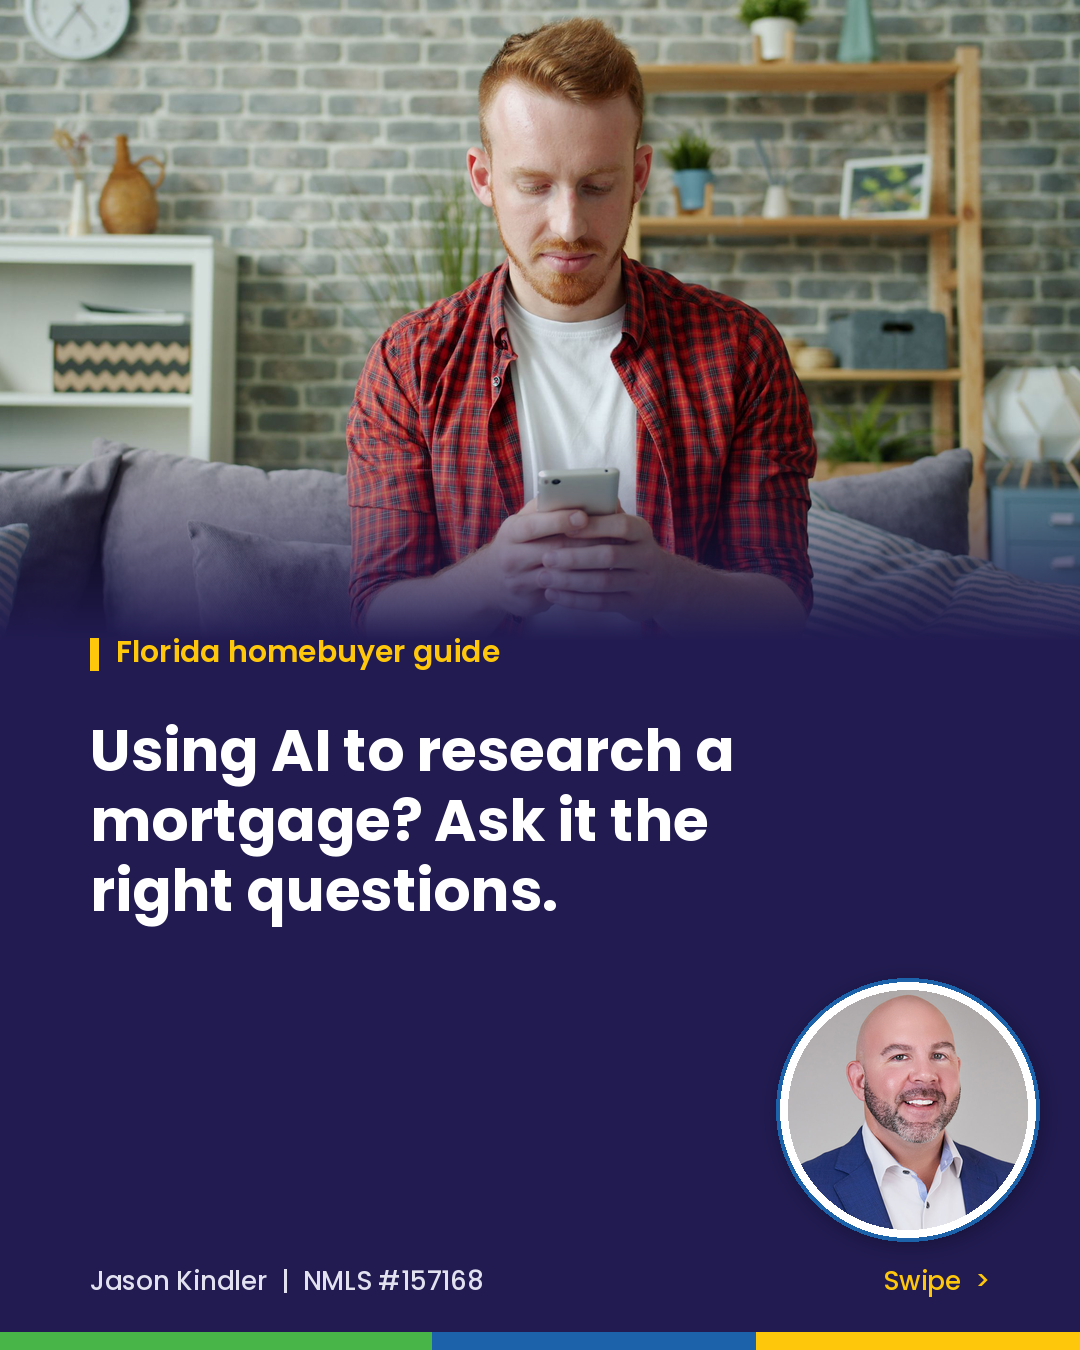 Florida homebuyer guide
Using AI to research a
mortgage? Ask it the
right questions.
Jason Kindler | NMLS #157168
Swipe >